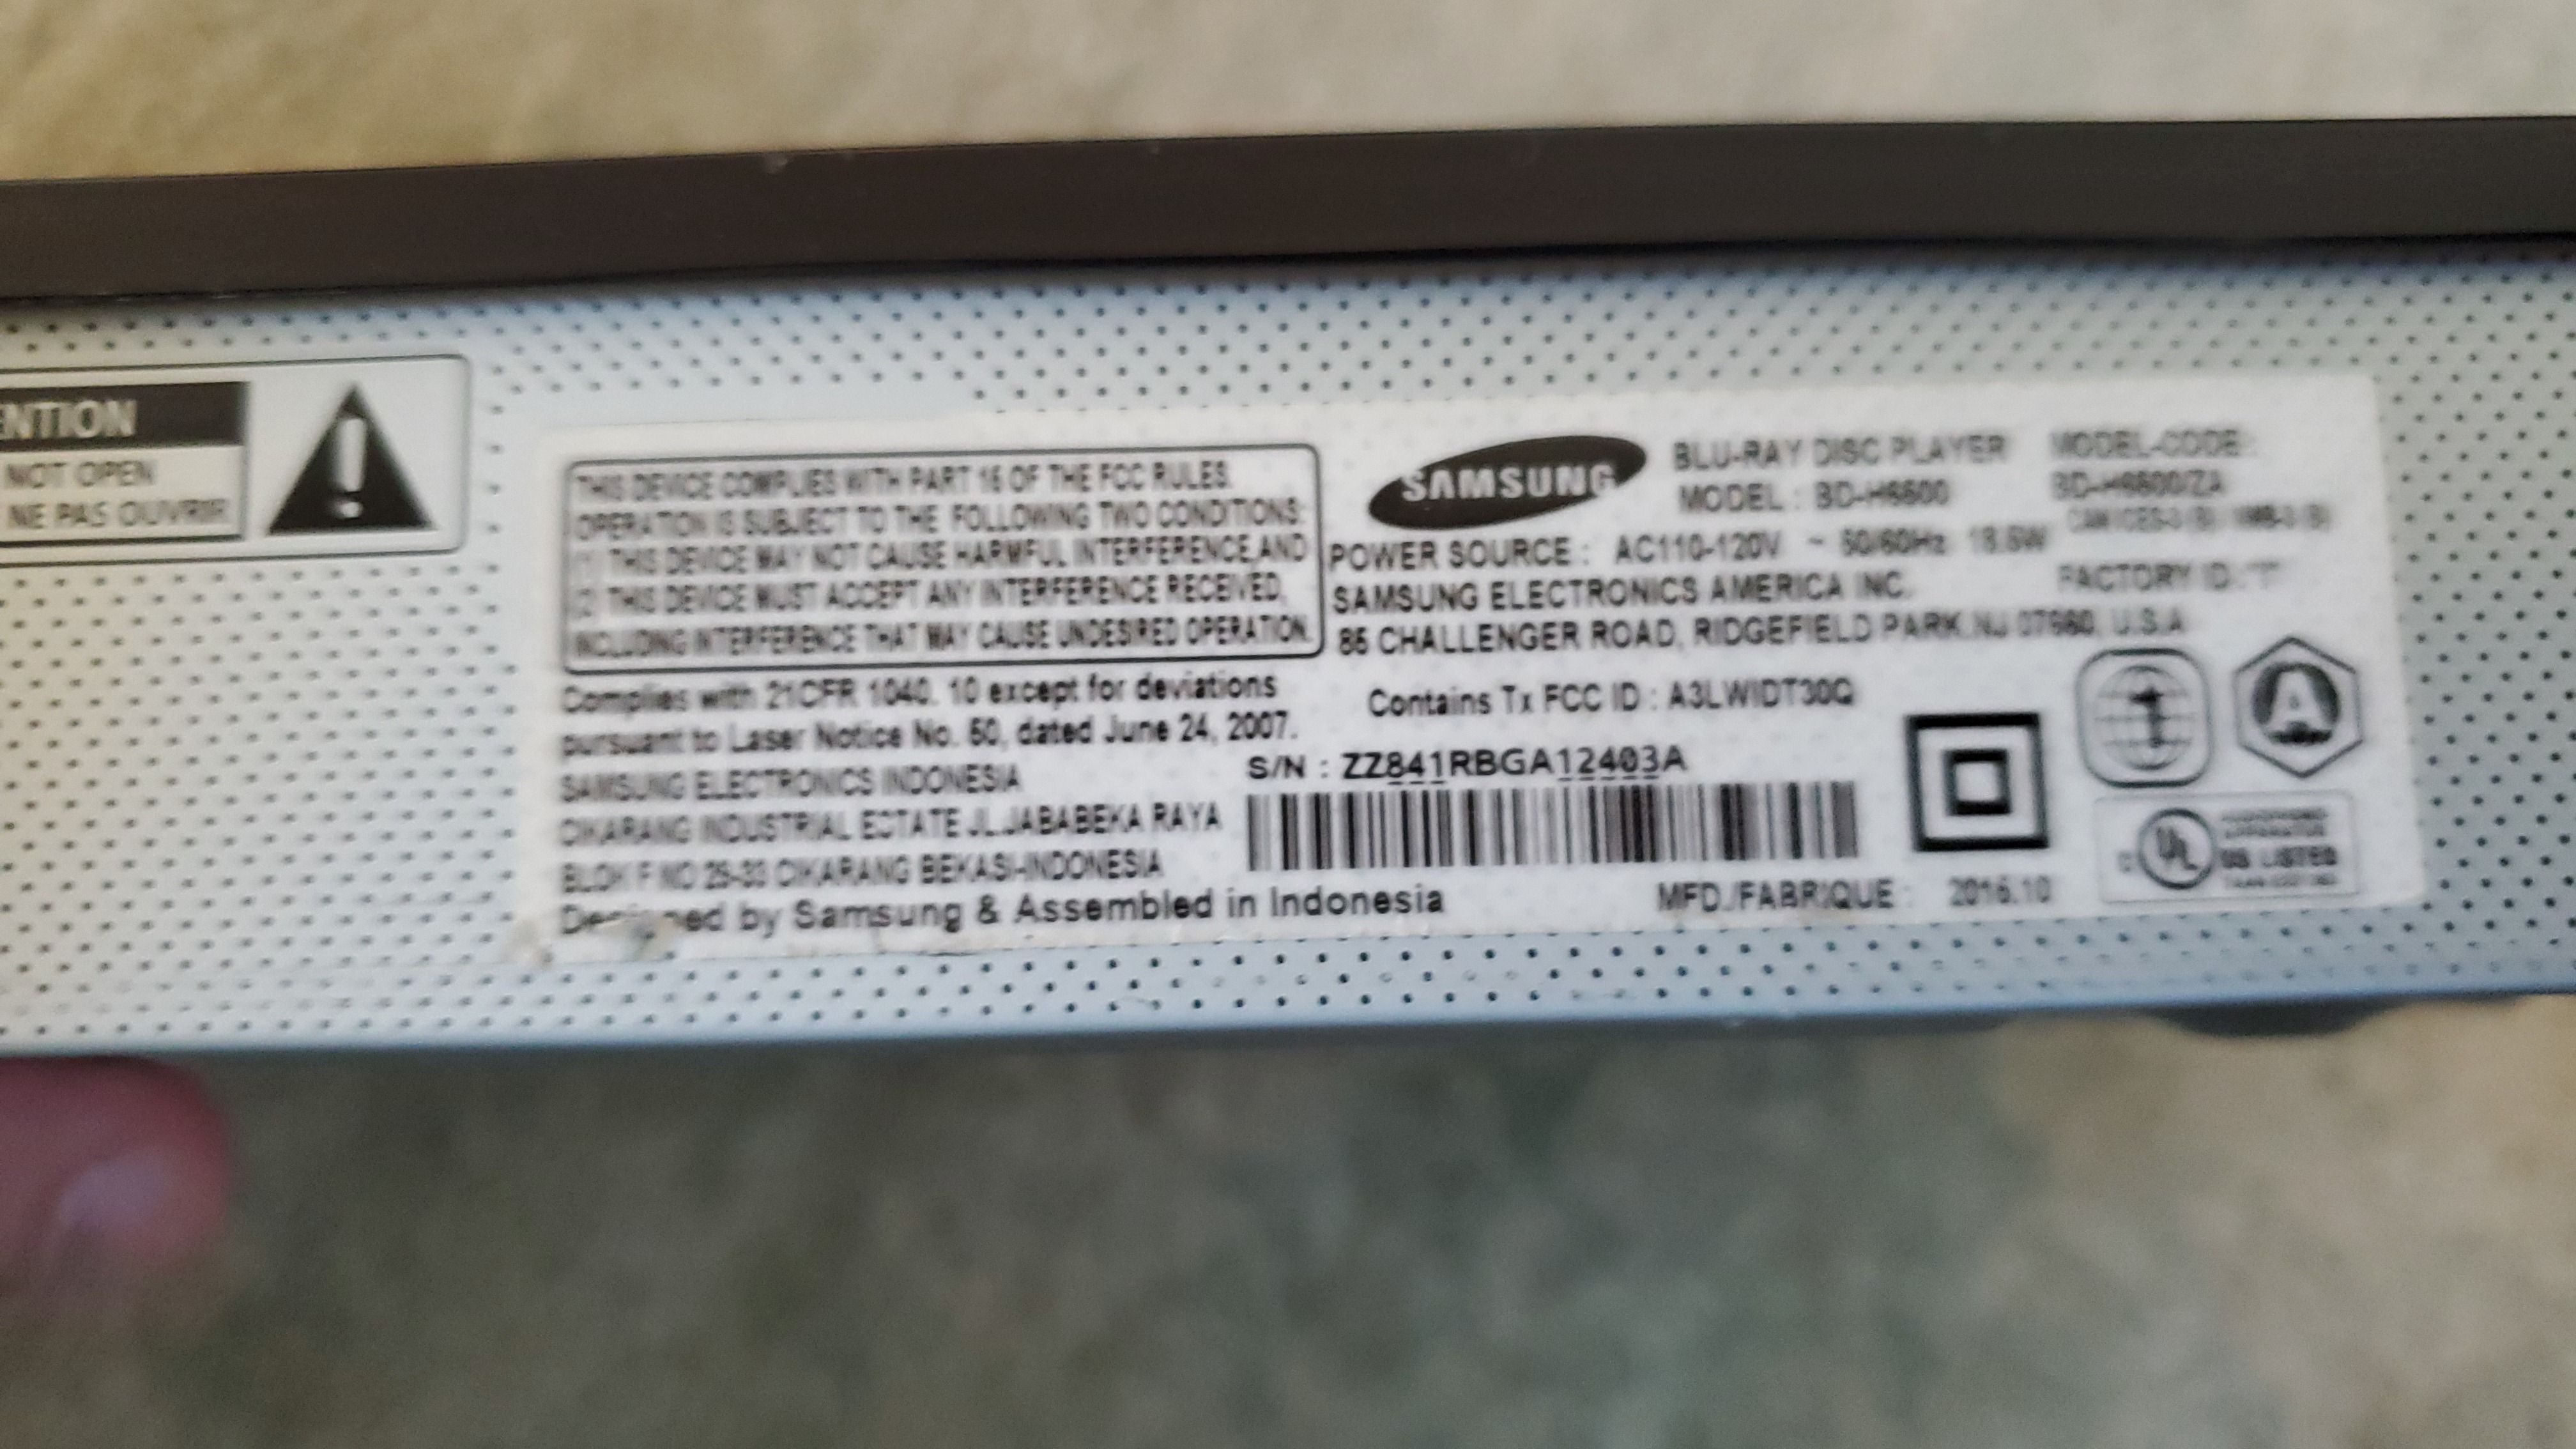 ENTION
NOT OPEN
NE PAS OUVRIR
THIS DEVICE COMPLIES WITH PART 15 OF THE FCC RULES.
OPERATION IS SUBJECT TO THE FOLLOWING TWO CONDITIONS:
(1) THIS DEVICE MAY NOT CAUSE HARMFUL INTERFERENCE,AND
(2) THIS DEVICE MUST ACCEPT ANY INTERFERENCE RECEIVED,
INCLUDING INTERFERENCE THAT MAY CAUSE UNDESIRED OPERATION.
Complies with 21CFR 1040. 10 except for deviations
pursuant to Laser Notice No. 50, dated June 24, 2007.
SAMSUNG ELECTRONICS INDONESIA
CIKARANG INDUSTRIAL ECTATE JL.JABABEKA RAYA
BLOK F NO 29-33 CIKARANG BEKASI-INDONESIA
Designed by Samsung & Assembled in Indonesia
SAMSUNG
BLU-RAY DISC PLAYER
MODEL : BD-H6500
POWER SOURCE : AC110-120V ~ 50/60Hz 18.5W
SAMSUNG ELECTRONICS AMERICA INC.
85 CHALLENGER ROAD, RIDGEFIELD PARK,NJ 07660, U.S.A
Contains Tx FCC ID : A3LWIDT30Q
S/N : ZZ841RBGA12403A
MFD./FABRIQUE : 2016.10
MODEL-CODE :
BD-H6500/ZA
FACTORY ID :
A
C UL
US LISTED